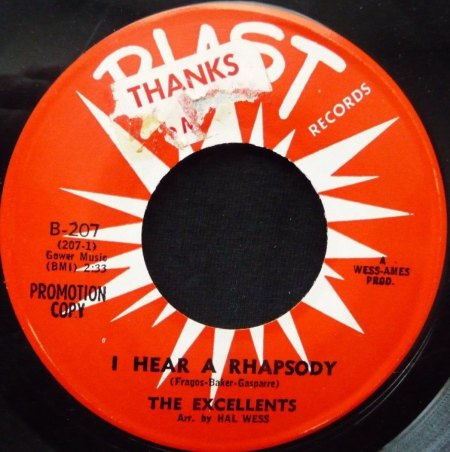 BLAST
THANKS
RECORDS
B-207
(207-1)
Gower Music
(BMI) 2:33
PROMOTION
COPY
A
WESS-AMES
PROD.
I HEAR A RHAPSODY
(Fragos-Baker-Gasparre)
THE EXCELLENTS
Arr. by HAL WESS